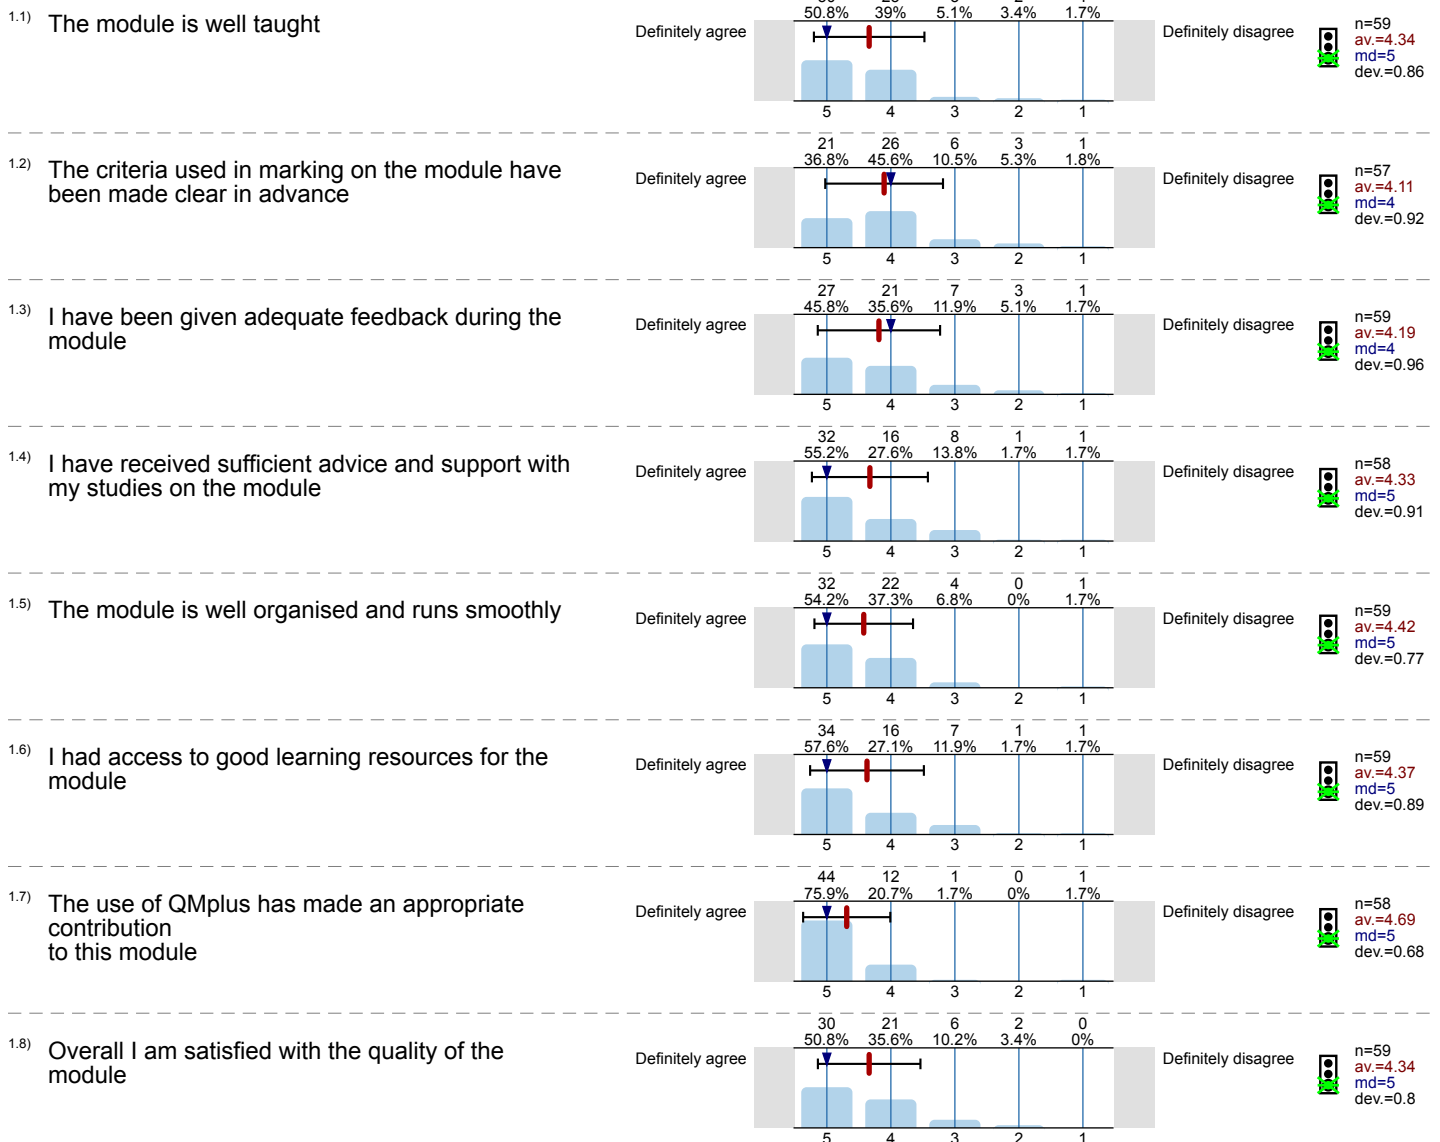 50.8% 39% 5.1% 3.4% 1.7%
1.1) The module is well taught
Definitely agree Definitely disagree
n=59
av.=4.34
md=5
dev.=0.86
5 4 3 2 1
21 26 6 3 1
36.8% 45.6% 10.5% 5.3% 1.8%
1.2) The criteria used in marking on the module have
been made clear in advance
Definitely agree Definitely disagree
n=57
av.=4.11
md=4
dev.=0.92
5 4 3 2 1
27 21 7 3 1
45.8% 35.6% 11.9% 5.1% 1.7%
1.3) I have been given adequate feedback during the
module
Definitely agree Definitely disagree
n=59
av.=4.19
md=4
dev.=0.96
5 4 3 2 1
32 16 8 1 1
55.2% 27.6% 13.8% 1.7% 1.7%
1.4) I have received sufficient advice and support with
my studies on the module
Definitely agree Definitely disagree
n=58
av.=4.33
md=5
dev.=0.91
5 4 3 2 1
32 22 4 0 1
54.2% 37.3% 6.8% 0% 1.7%
1.5) The module is well organised and runs smoothly
Definitely agree Definitely disagree
n=59
av.=4.42
md=5
dev.=0.77
5 4 3 2 1
34 16 7 1 1
57.6% 27.1% 11.9% 1.7% 1.7%
1.6) I had access to good learning resources for the
module
Definitely agree Definitely disagree
n=59
av.=4.37
md=5
dev.=0.89
5 4 3 2 1
44 12 1 0 1
75.9% 20.7% 1.7% 0% 1.7%
1.7) The use of QMplus has made an appropriate
contribution
to this module
Definitely agree Definitely disagree
n=58
av.=4.69
md=5
dev.=0.68
5 4 3 2 1
30 21 6 2 0
50.8% 35.6% 10.2% 3.4% 0%
1.8) Overall I am satisfied with the quality of the
module
Definitely agree Definitely disagree
n=59
av.=4.34
md=5
dev.=0.8
5 4 3 2 1